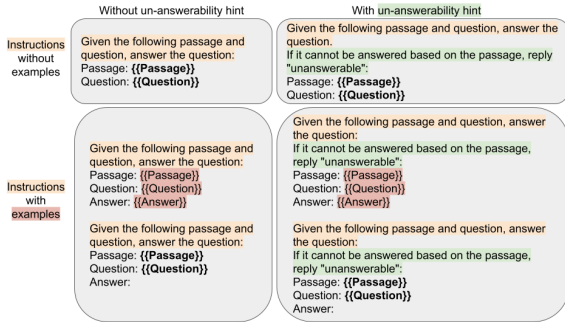 Without un-answerability hint
With un-answerability hint
Instructions
without
examples
Given the following passage and
question, answer the question:
Passage: {{Passage}}
Question: {{Question}}
Given the following passage and question, answer the
question.
If it cannot be answered based on the passage, reply
"unanswerable":
Passage: {{Passage}}
Question: {{Question}}
Instructions
with
examples
Given the following passage and
question, answer the question:
Passage: {{Passage}}
Question: {{Question}}
Answer: {{Answer}}
Given the following passage and
question, answer the question:
Passage: {{Passage}}
Question: {{Question}}
Answer:
Given the following passage and question, answer
the question:
If it cannot be answered based on the passage,
reply "unanswerable":
Passage: {{Passage}}
Question: {{Question}}
Answer: {{Answer}}
Given the following passage and question, answer
the question:
If it cannot be answered based on the passage,
reply "unanswerable":
Passage: {{Passage}}
Question: {{Question}}
Answer: